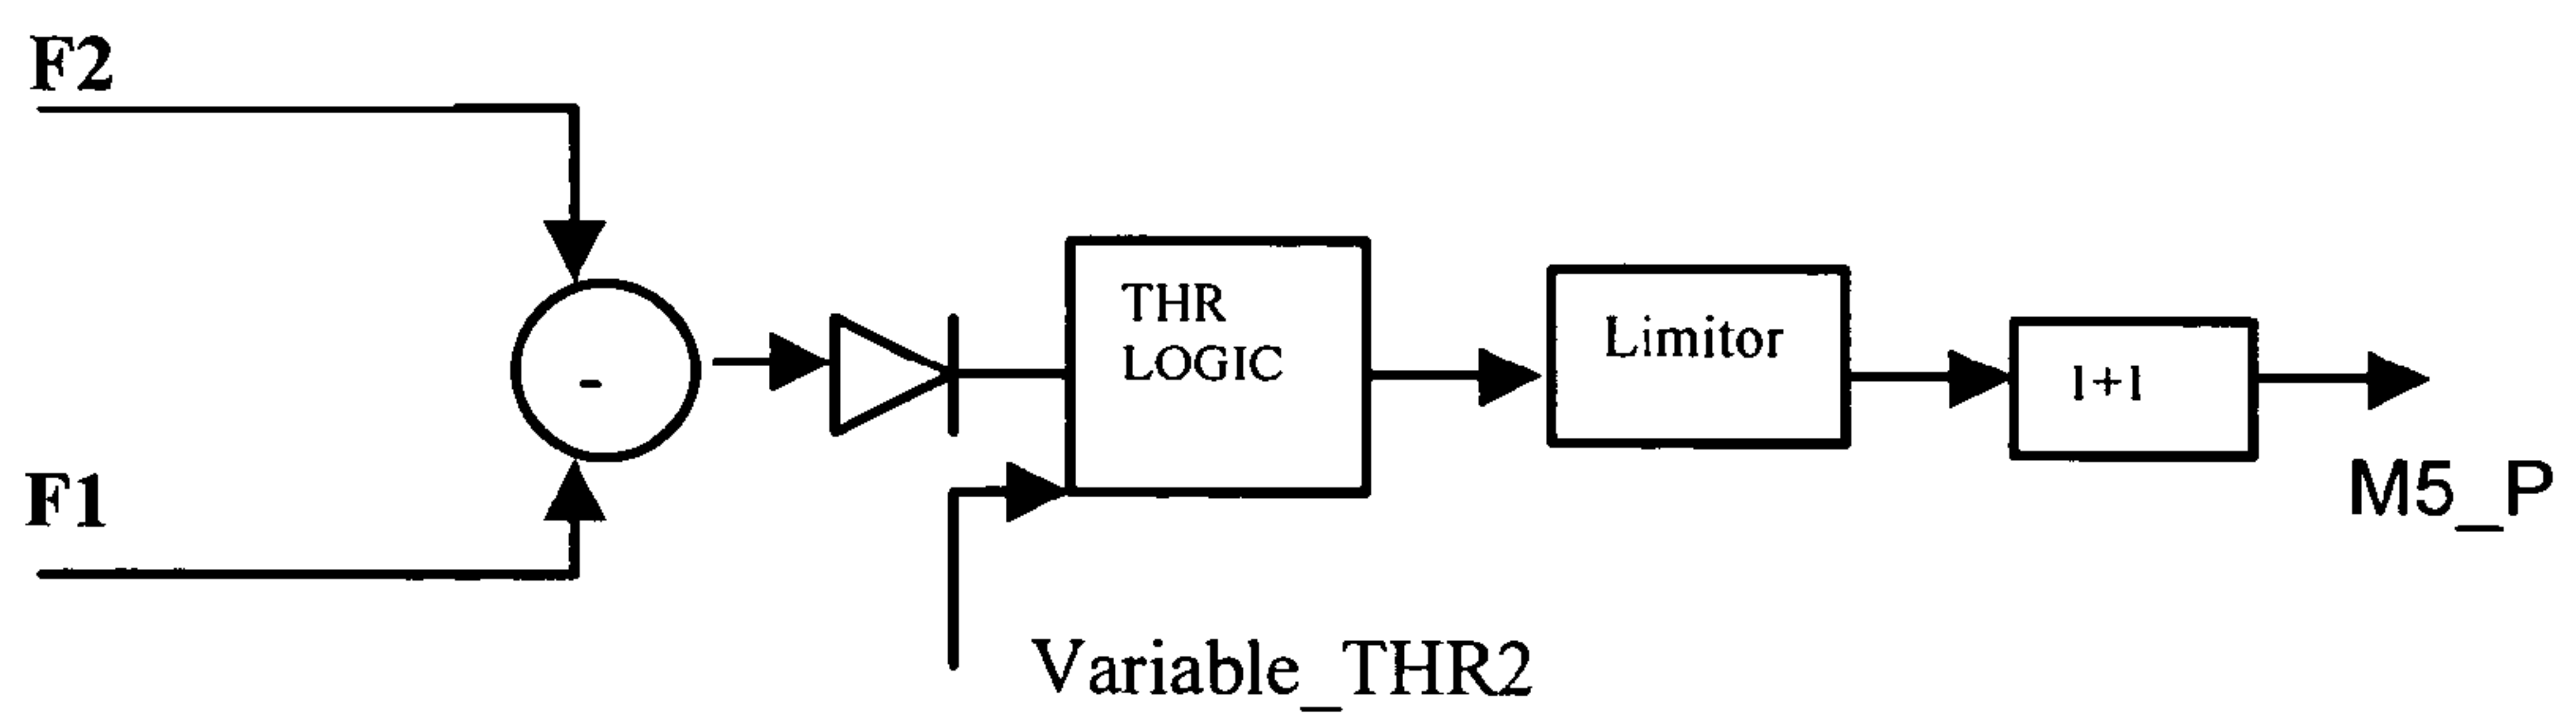 F2
THR
LOGIC
Limitor
1+1
-
F1
M5_P
Variable_THR2